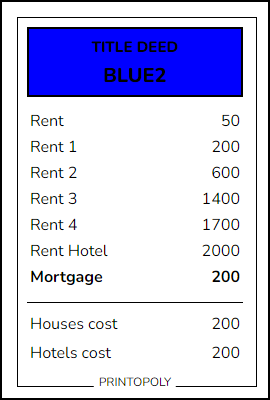 TITLE DEED
BLUE2
Rent 50
Rent 1 200
Rent 2 600
Rent 3 1400
Rent 4 1700
Rent Hotel 2000
Mortgage 200
Houses cost 200
Hotels cost 200
PRINTOPOLY